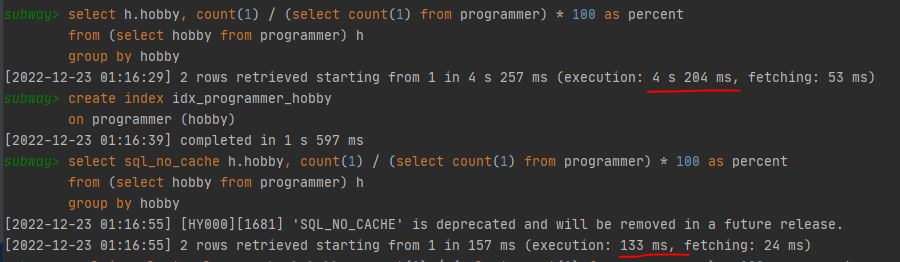 subway> select h.hobby, count(1) / (select count(1) from programmer) * 100 as percent
from (select hobby from programmer) h
group by hobby
[2022-12-23 01:16:29] 2 rows retrieved starting from 1 in 4 s 257 ms (execution: 4 s 204 ms, fetching: 53 ms)
subway> create index idx_programmer_hobby
on programmer (hobby)
[2022-12-23 01:16:39] completed in 1 s 597 ms
subway> select sql_no_cache h.hobby, count(1) / (select count(1) from programmer) * 100 as percent
from (select hobby from programmer) h
group by hobby
[2022-12-23 01:16:55] [HY000][1681] 'SQL_NO_CACHE' is deprecated and will be removed in a future release.
[2022-12-23 01:16:55] 2 rows retrieved starting from 1 in 157 ms (execution: 133 ms, fetching: 24 ms)